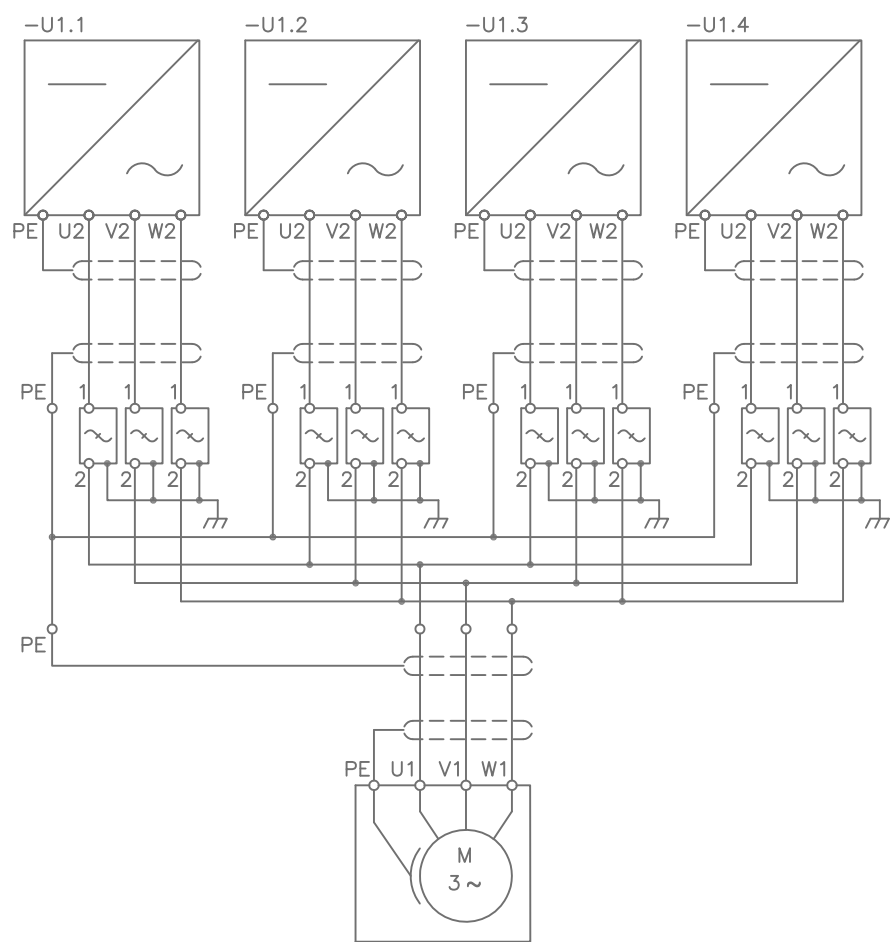 –U1.1 –U1.2 –U1.3 –U1.4
PE U2 V2 W2 PE U2 V2 W2 PE U2 V2 W2 PE U2 V2 W2
PE 1 1 1 PE 1 1 1 PE 1 1 1 PE 1 1 1
2 2 2 2 2 2 2 2 2 2 2 2
PE
PE U1 V1 W1
M
3 ~